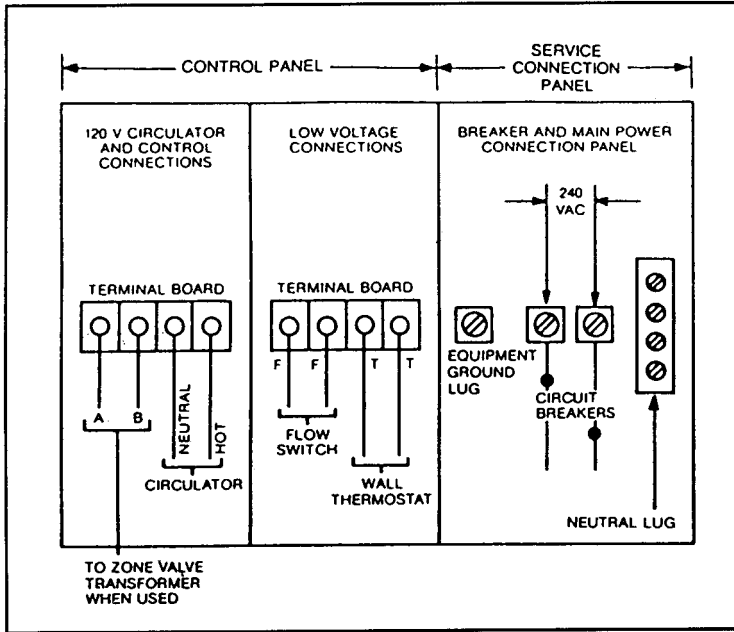 CONTROL PANEL
SERVICE
CONNECTION
PANEL
120 V CIRCULATOR
AND CONTROL
CONNECTIONS
LOW VOLTAGE
CONNECTIONS
BREAKER AND MAIN POWER
CONNECTION PANEL
240
VAC
TERMINAL BOARD
TERMINAL BOARD
A
B
NEUTRAL
HOT
CIRCULATOR
F
F
T
T
FLOW
SWITCH
WALL
THERMOSTAT
EQUIPMENT
GROUND
LUG
CIRCUIT
BREAKERS
NEUTRAL LUG
TO ZONE VALVE
TRANSFORMER
WHEN USED